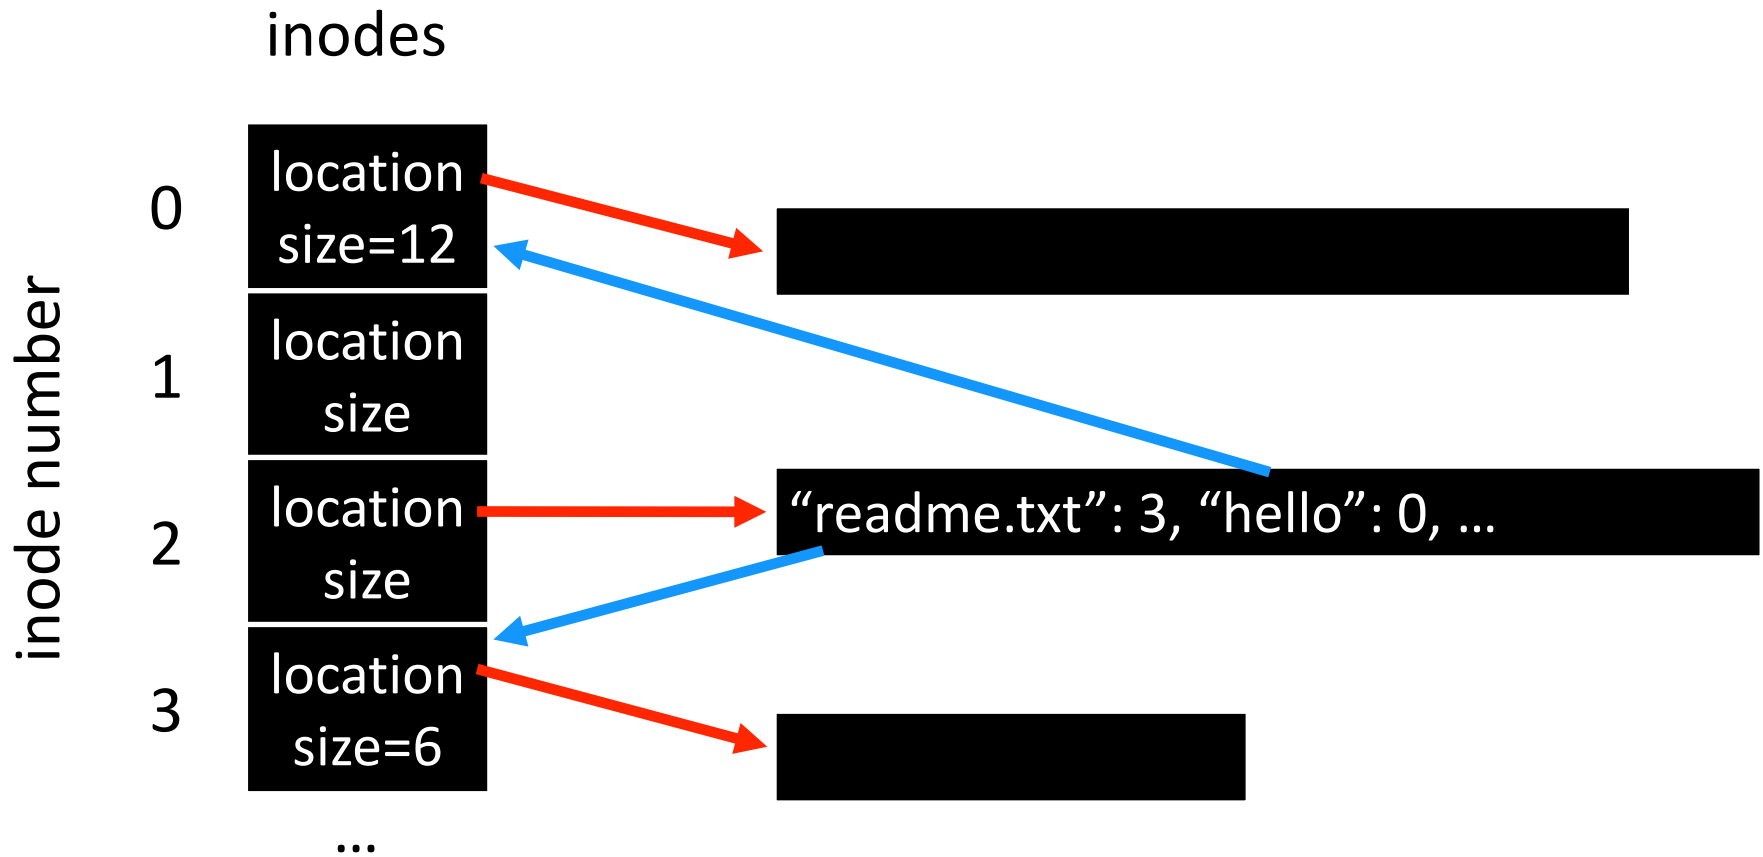 inodes
inode number
0
location
size=12
1
location
size
2
location
size
“readme.txt”: 3, “hello”: 0, ...
3
location
size=6
...